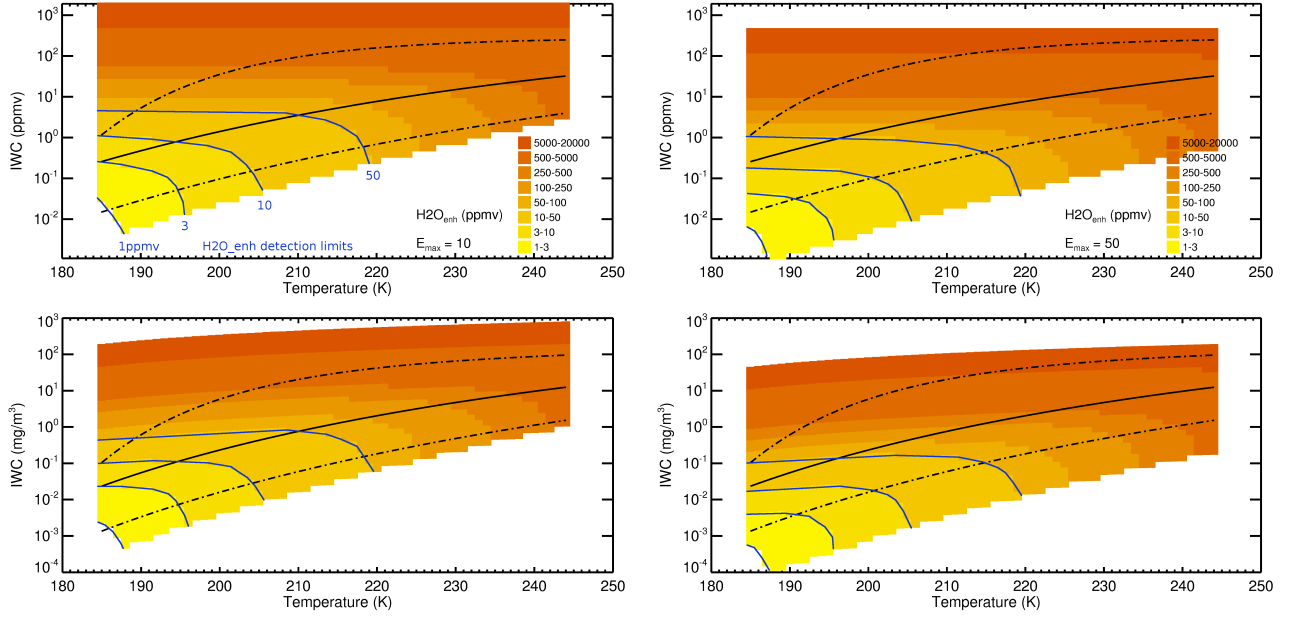 10³
10²
10¹
10⁰
10⁻¹
10⁻²
IWC (ppmv)
5000-20000
500-5000
250-500
100-250
50-100
10-50
3-10
1-3
50
10
3
1ppmv
H2O_enh detection limits
H2Oenh (ppmv)
Emax = 10
180 190 200 210 220 230 240 250
Temperature (K)
10³
10²
10¹
10⁰
10⁻¹
10⁻²
IWC (ppmv)
5000-20000
500-5000
250-500
100-250
50-100
10-50
3-10
1-3
H2Oenh (ppmv)
Emax = 50
180 190 200 210 220 230 240 250
Temperature (K)
10³
10²
10¹
10⁰
10⁻¹
10⁻²
10⁻³
10⁻⁴
IWC (mg/m³)
180 190 200 210 220 230 240 250
Temperature (K)
10³
10²
10¹
10⁰
10⁻¹
10⁻²
10⁻³
10⁻⁴
IWC (mg/m³)
180 190 200 210 220 230 240 250
Temperature (K)